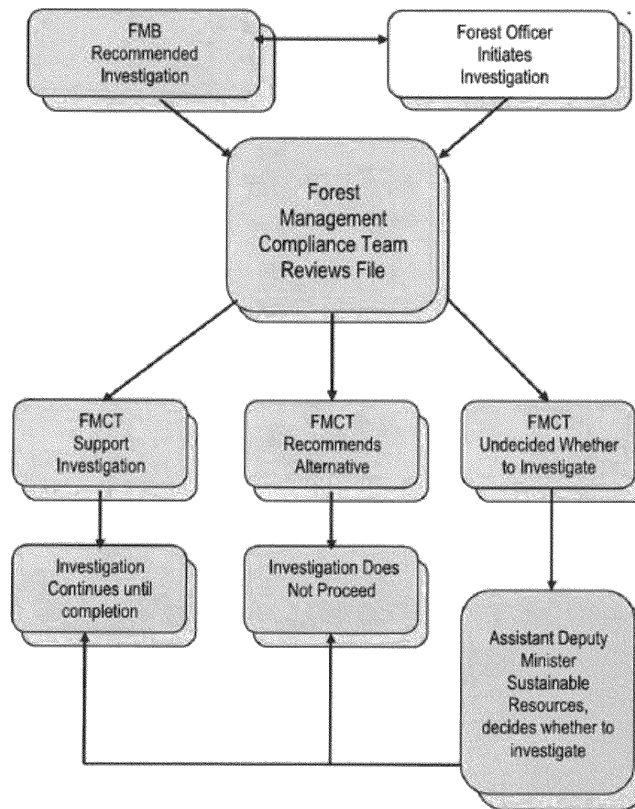 FMB
Recommended
Investigation
Forest Officer
Initiates
Investigation
Forest
Management
Compliance Team
Reviews File
FMCT
Support
Investigation
FMCT
Recommends
Alternative
FMCT
Undecided Whether
to Investigate
Investigation
Continues until
completion
Investigation Does
Not Proceed
Assistant Deputy
Minister
Sustainable
Resources,
decides whether to
investigate